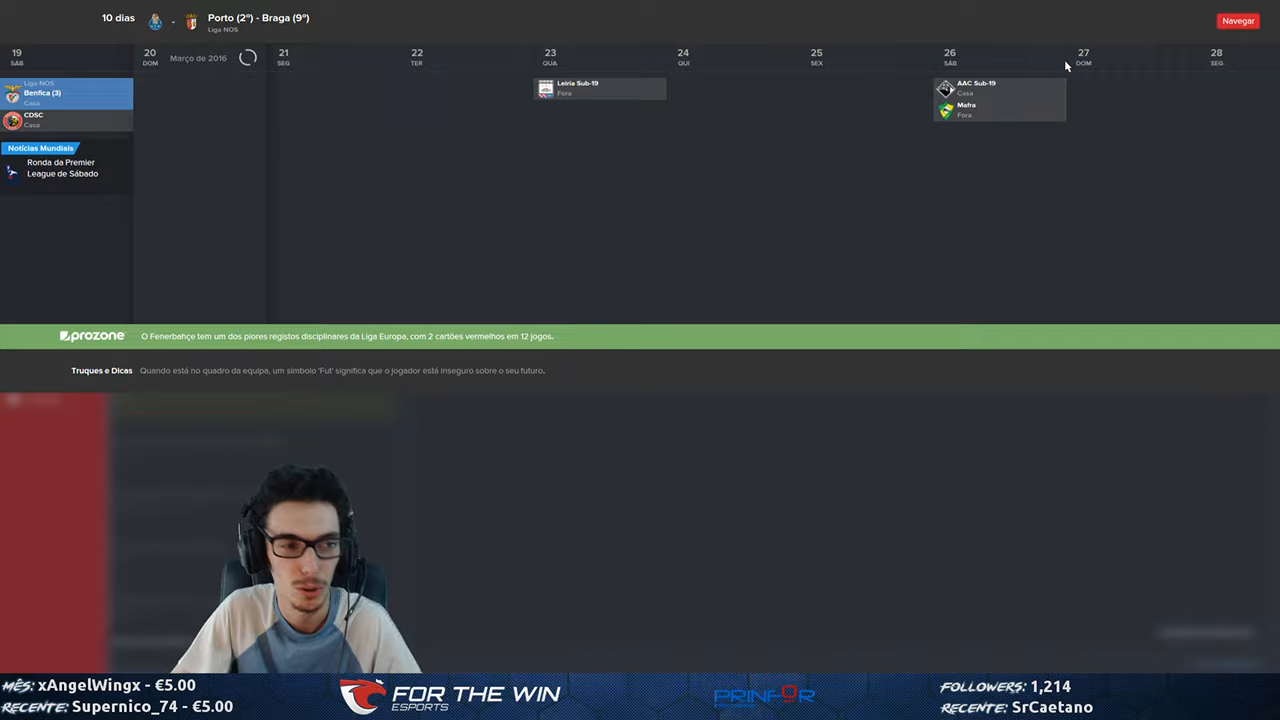 10 dias
-
Porto (2º) - Braga (9º)
Liga NOS
Navegar
19
SÁB
20
DOM
Março de 2016
21
SEG
22
TER
23
QUA
24
QUI
25
SEX
26
SÁB
27
DOM
28
SEG
Liga NOS
Benfica (3)
Casa
CDSC
Casa
Leiria Sub-19
Fora
AAC Sub-19
Casa
Mafra
Fora
Notícias Mundiais
Ronda da Premier
League de Sábado
prozone
O Fenerbahçe tem um dos piores registos disciplinares da Liga Europa, com 2 cartões vermelhos em 12 jogos.
Truques e Dicas
Quando está no quadro da equipa, um símbolo 'Fut' significa que o jogador está inseguro sobre o seu futuro.
MÊS: xAngelWingx - €5.00
RECENTE: Supernico_74 - €5.00
FOR THE WIN
ESPORTS
PRINFOR
FOLLOWERS: 1,214
RECENTE: SrCaetano